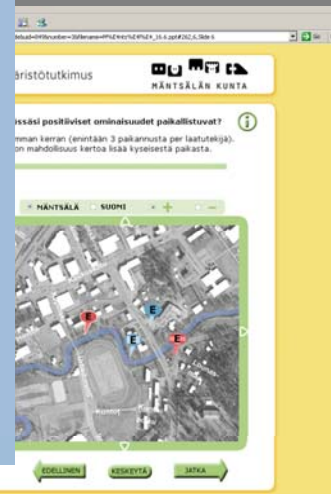 äristötutkimus
MÄNTSÄLÄN KUNTA
ssäsi positiiviset ominaisuudet paikallistuvat?
i
mman kerran (enintään 3 paikannusta per laatutekijä).
on mahdollisuus kertoa lisää kyseisestä paikasta.
MÄNTSÄLÄ SUOMI + –
E
E
E
E
EDELLINEN KESKEYTÄ JATKA